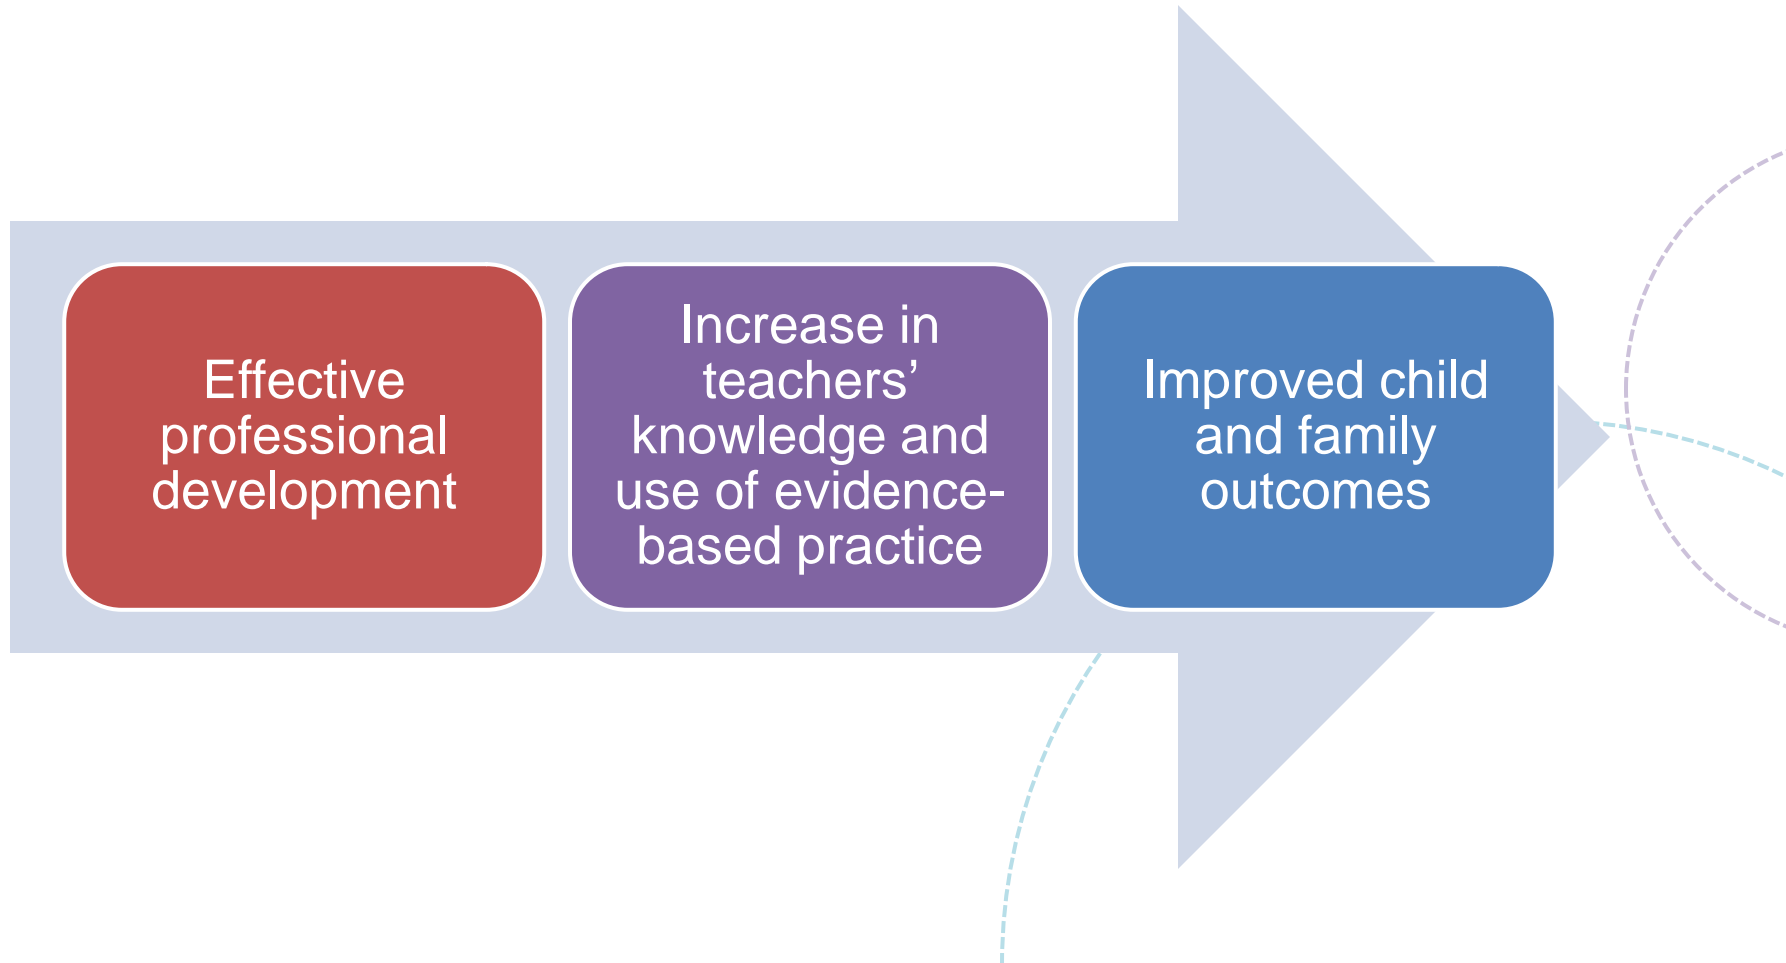 Effective
professional
development
Increase in
teachers’
knowledge and
use of evidence-
based practice
Improved child
and family
outcomes